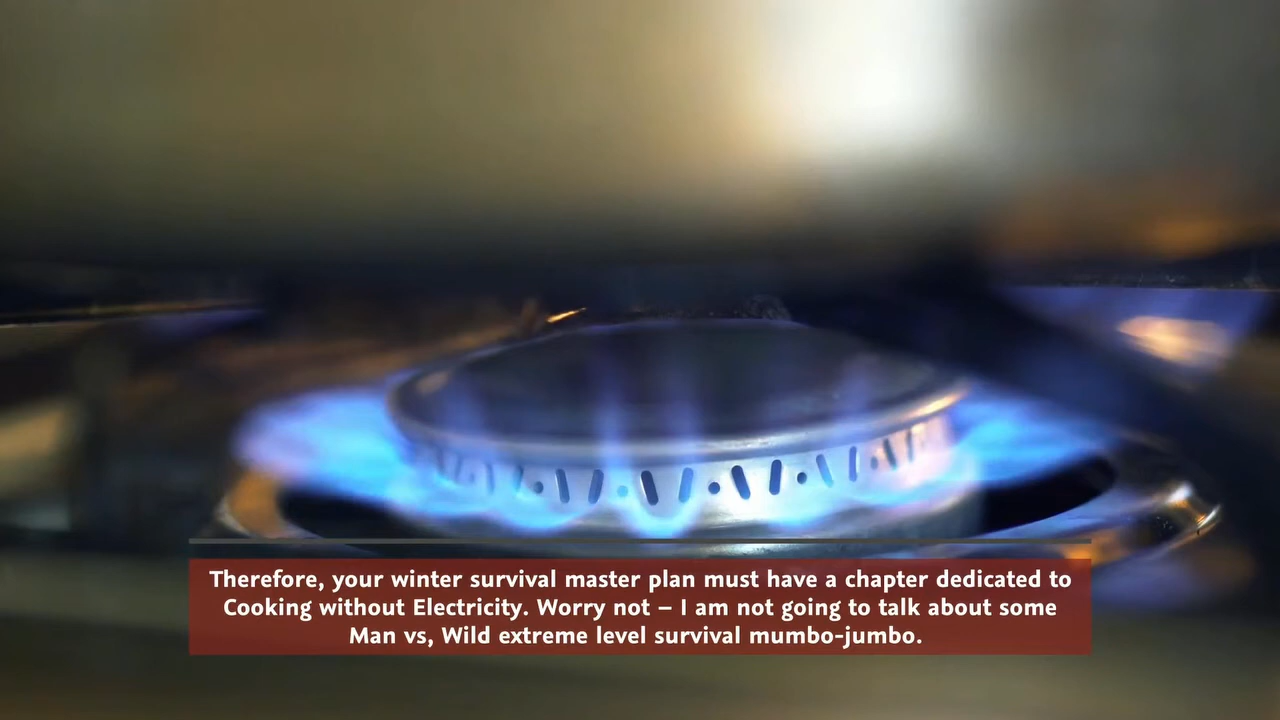 Therefore, your winter survival master plan must have a chapter dedicated to
Cooking without Electricity. Worry not – I am not going to talk about some
Man vs, Wild extreme level survival mumbo-jumbo.